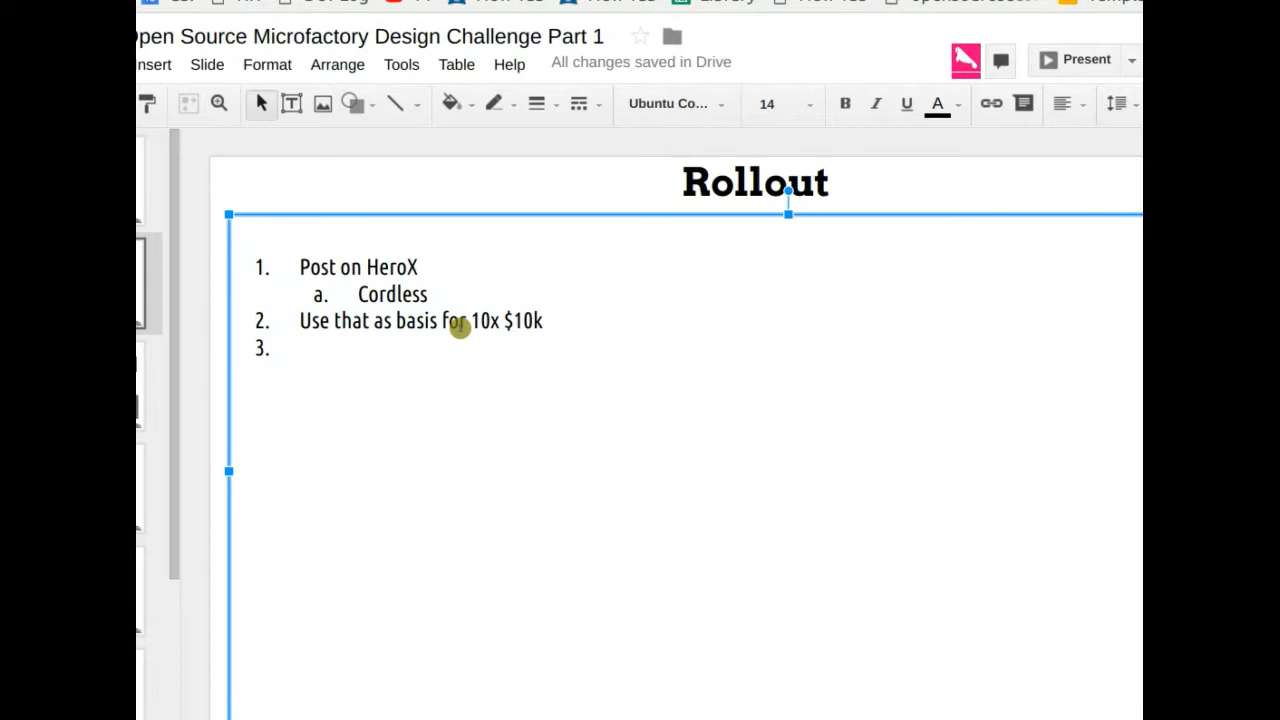 pen Source Microfactory Design Challenge Part 1
nsert Slide Format Arrange Tools Table Help All changes saved in Drive
Present
Ubuntu Co... 14 B I U A
Rollout
1. Post on HeroX
a. Cordless
2. Use that as basis for 10x $10k
3.